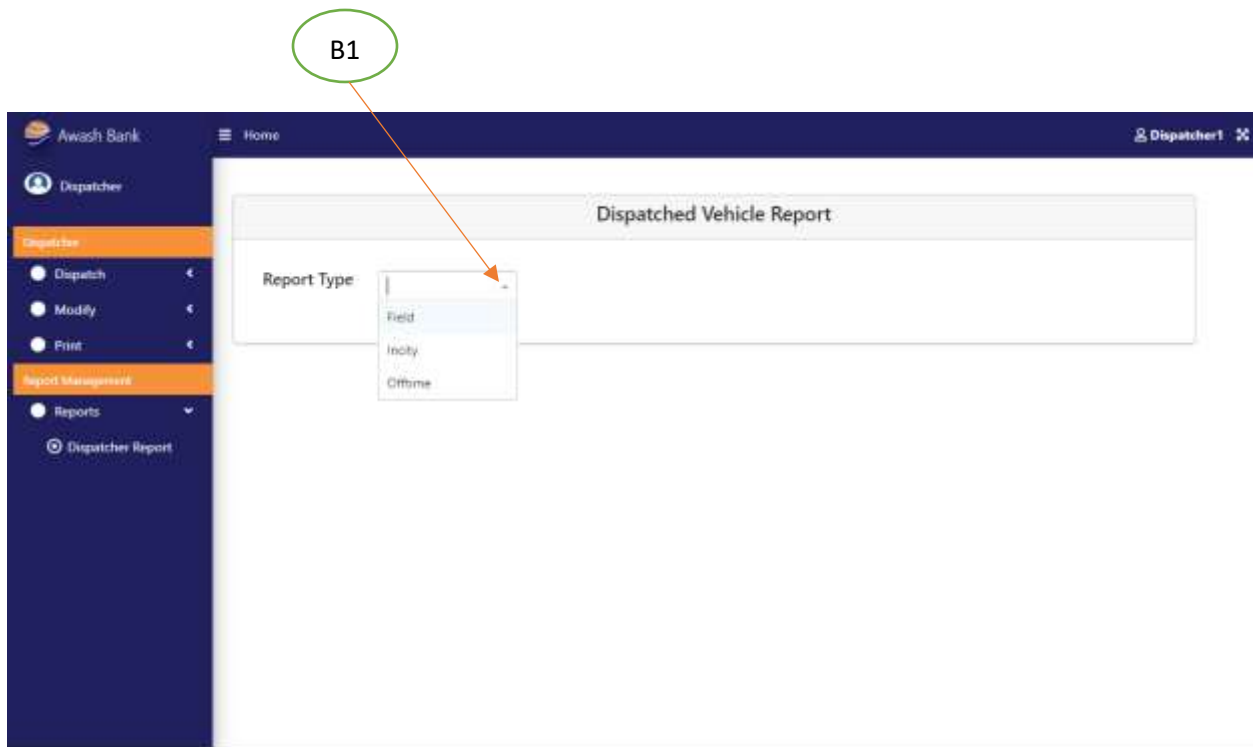 B1
Awash Bank
Home
Dispatcher1
Dispatcher
Dispatched Vehicle Report
Dispatcher
Report Type
Dispatch
Modify
Field
Print
Incity
Report Management
Offtime
Reports
Dispatcher Report